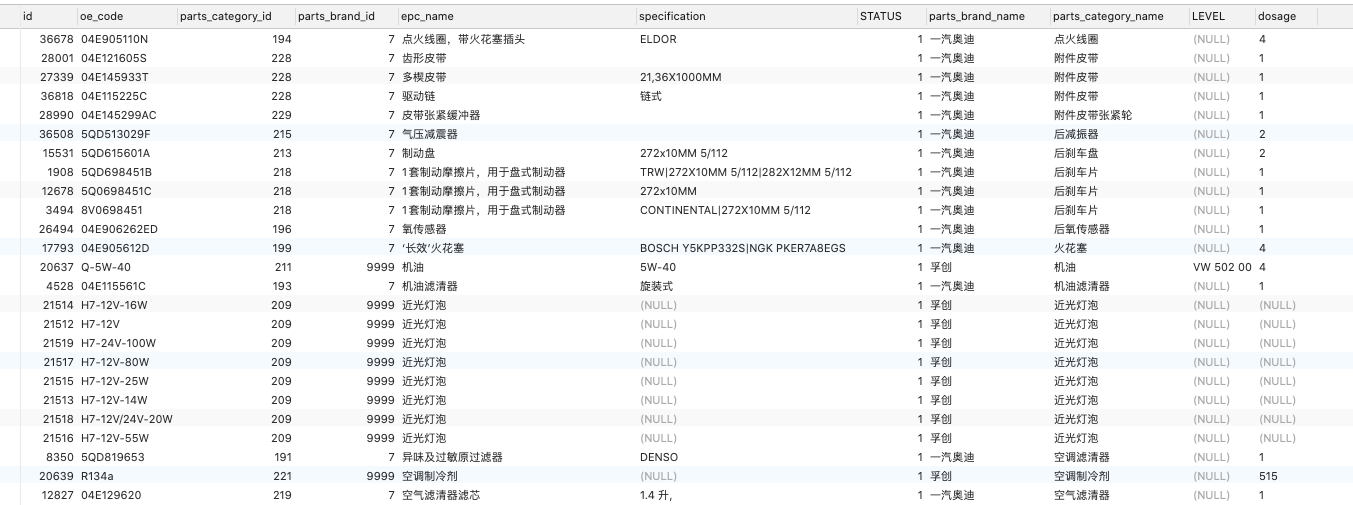 id oe_code parts_category_id parts_brand_id epc_name specification STATUS parts_brand_name parts_category_name LEVEL dosage
36678 04E905110N 194 7 点火线圈，带火花塞插头 ELDOR 1 一汽奥迪 点火线圈 (NULL) 4
28001 04E121605S 228 7 齿形皮带 1 一汽奥迪 附件皮带 (NULL) 1
27339 04E145933T 228 7 多楔皮带 21,36X1000MM 1 一汽奥迪 附件皮带 (NULL) 1
36818 04E115225C 228 7 驱动链 链式 1 一汽奥迪 附件皮带 (NULL) 1
28990 04E145299AC 229 7 皮带张紧缓冲器 1 一汽奥迪 附件皮带张紧轮 (NULL) 1
36508 5QD513029F 215 7 气压减震器 1 一汽奥迪 后减振器 (NULL) 2
15531 5QD615601A 213 7 制动盘 272x10MM 5/112 1 一汽奥迪 后刹车盘 (NULL) 2
1908 5QD698451B 218 7 1套制动摩擦片，用于盘式制动器 TRW|272X10MM 5/112|282X12MM 5/112 1 一汽奥迪 后刹车片 (NULL) 1
12678 5Q0698451C 218 7 1套制动摩擦片，用于盘式制动器 272x10MM 1 一汽奥迪 后刹车片 (NULL) 1
3494 8V0698451 218 7 1套制动摩擦片，用于盘式制动器 CONTINENTAL|272X10MM 5/112 1 一汽奥迪 后刹车片 (NULL) 1
26494 04E906262ED 196 7 氧传感器 1 一汽奥迪 后氧传感器 (NULL) 1
17793 04E905612D 199 7 ‘长效’火花塞 BOSCH Y5KPP332S|NGK PKER7A8EGS 1 一汽奥迪 火花塞 (NULL) 4
20637 Q-5W-40 211 9999 机油 5W-40 1 孚创 机油 VW 502 00 4
4528 04E115561C 193 7 机油滤清器 旋装式 1 一汽奥迪 机油滤清器 (NULL) 1
21514 H7-12V-16W 209 9999 近光灯泡 (NULL) 1 孚创 近光灯泡 (NULL) (NULL)
21512 H7-12V 209 9999 近光灯泡 (NULL) 1 孚创 近光灯泡 (NULL) (NULL)
21519 H7-24V-100W 209 9999 近光灯泡 (NULL) 1 孚创 近光灯泡 (NULL) (NULL)
21517 H7-12V-80W 209 9999 近光灯泡 (NULL) 1 孚创 近光灯泡 (NULL) (NULL)
21515 H7-12V-25W 209 9999 近光灯泡 (NULL) 1 孚创 近光灯泡 (NULL) (NULL)
21513 H7-12V-14W 209 9999 近光灯泡 (NULL) 1 孚创 近光灯泡 (NULL) (NULL)
21518 H7-12V/24V-20W 209 9999 近光灯泡 (NULL) 1 孚创 近光灯泡 (NULL) (NULL)
21516 H7-12V-55W 209 9999 近光灯泡 (NULL) 1 孚创 近光灯泡 (NULL) (NULL)
8350 5QD819653 191 7 异味及过敏原过滤器 DENSO 1 一汽奥迪 空调滤清器 (NULL) 1
20639 R134a 221 9999 空调制冷剂 (NULL) 1 孚创 空调制冷剂 (NULL) 515
12827 04E129620 219 7 空气滤清器滤芯 1.4 升, 1 一汽奥迪 空气滤清器 (NULL) 1